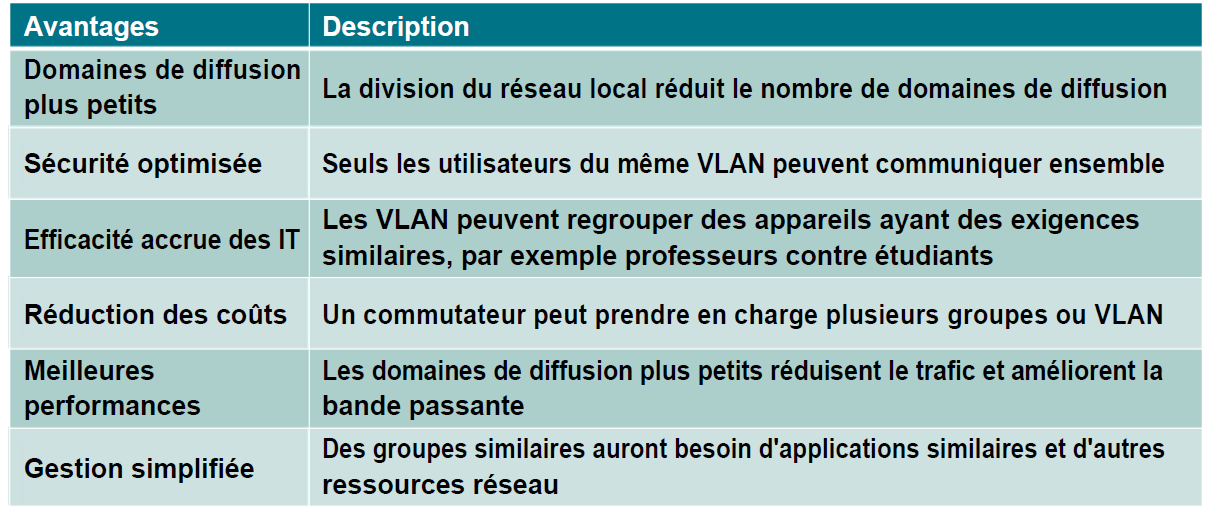 Avantages
Description
Domaines de diffusion
plus petits
La division du réseau local réduit le nombre de domaines de diffusion
Sécurité optimisée
Seuls les utilisateurs du même VLAN peuvent communiquer ensemble
Efficacité accrue des IT
Les VLAN peuvent regrouper des appareils ayant des exigences
similaires, par exemple professeurs contre étudiants
Réduction des coûts
Un commutateur peut prendre en charge plusieurs groupes ou VLAN
Meilleures
performances
Les domaines de diffusion plus petits réduisent le trafic et améliorent la
bande passante
Gestion simplifiée
Des groupes similaires auront besoin d'applications similaires et d'autres
ressources réseau